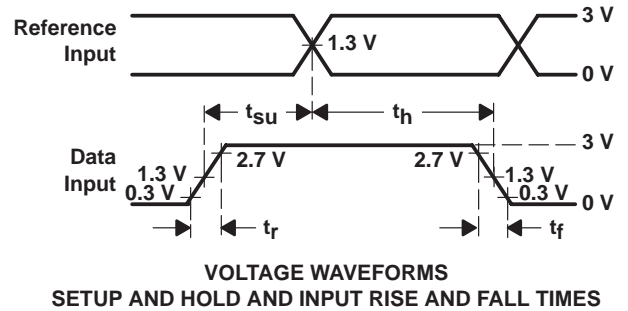 Reference
Input
3 V
1.3 V
0 V
tsu
th
Data
Input
3 V
2.7 V
2.7 V
1.3 V
1.3 V
0.3 V
0.3 V
0 V
tr
tf
VOLTAGE WAVEFORMS
SETUP AND HOLD AND INPUT RISE AND FALL TIMES